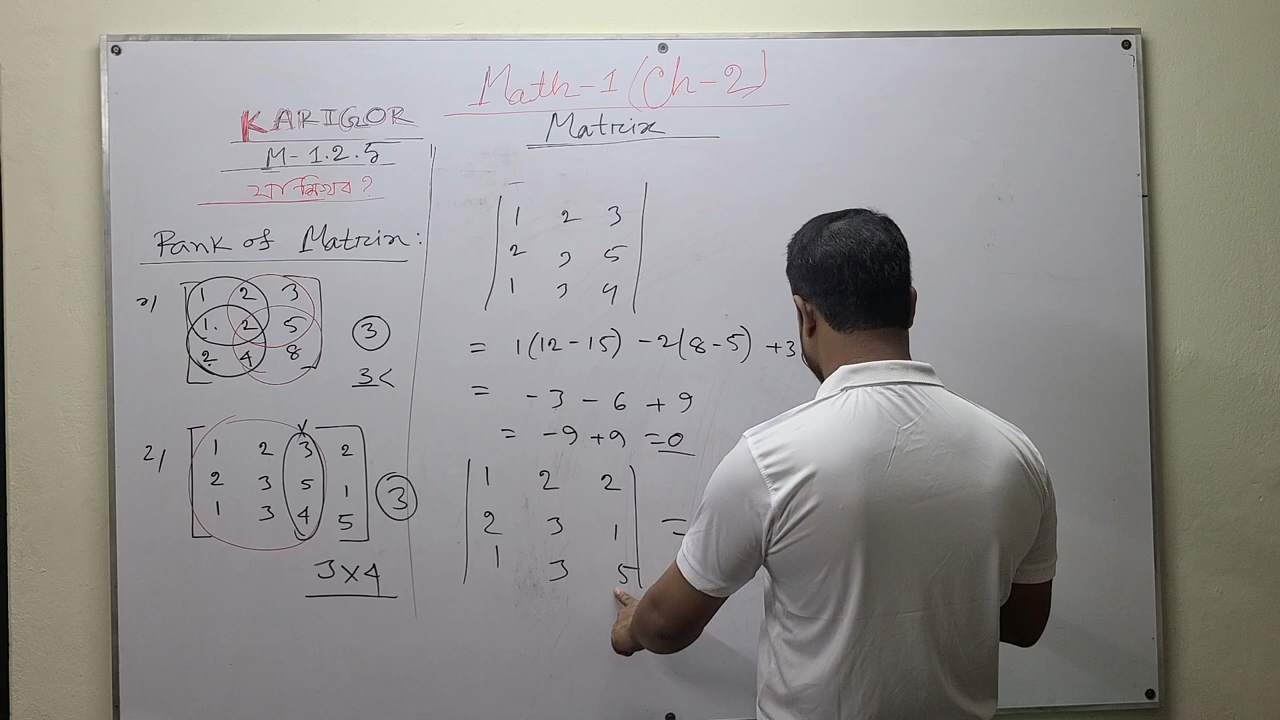 Math-1 (Ch-2)
Matrix
KARIGOR
M-1.2.5
যা শিখব ?
Rank of Matrix:
১/
1 2 3
1. 2 5
2 4 8
3
3<
2/
1 2 3 2
2 3 5 1
1 3 4 5
x
3
3×4
1 2 3
2 3 5
1 3 4
= 1(12-15) -2(8-5) +3
= -3 - 6 + 9
= -9 +9 =0
1 2 2
2 3 1 =
1 3 5